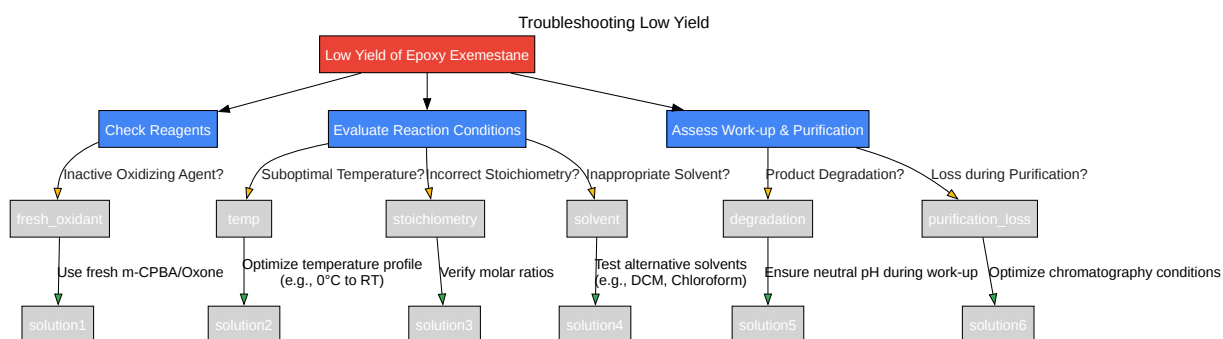 Troubleshooting Low Yield
Low Yield of Epoxy Exemestane
Check Reagents
Evaluate Reaction Conditions
Assess Work-up & Purification
Inactive Oxidizing Agent?
Suboptimal Temperature?
Incorrect Stoichiometry?
Inappropriate Solvent?
Product Degradation?
Loss during Purification?
fresh_oxidant
temp
stoichiometry
solvent
degradation
purification_loss
Use fresh m-CPBA/Oxone
Optimize temperature profile
(e.g., 0°C to RT)
Verify molar ratios
Test alternative solvents
(e.g., DCM, Chloroform)
Ensure neutral pH during work-up
Optimize chromatography conditions
solution1
solution2
solution3
solution4
solution5
solution6